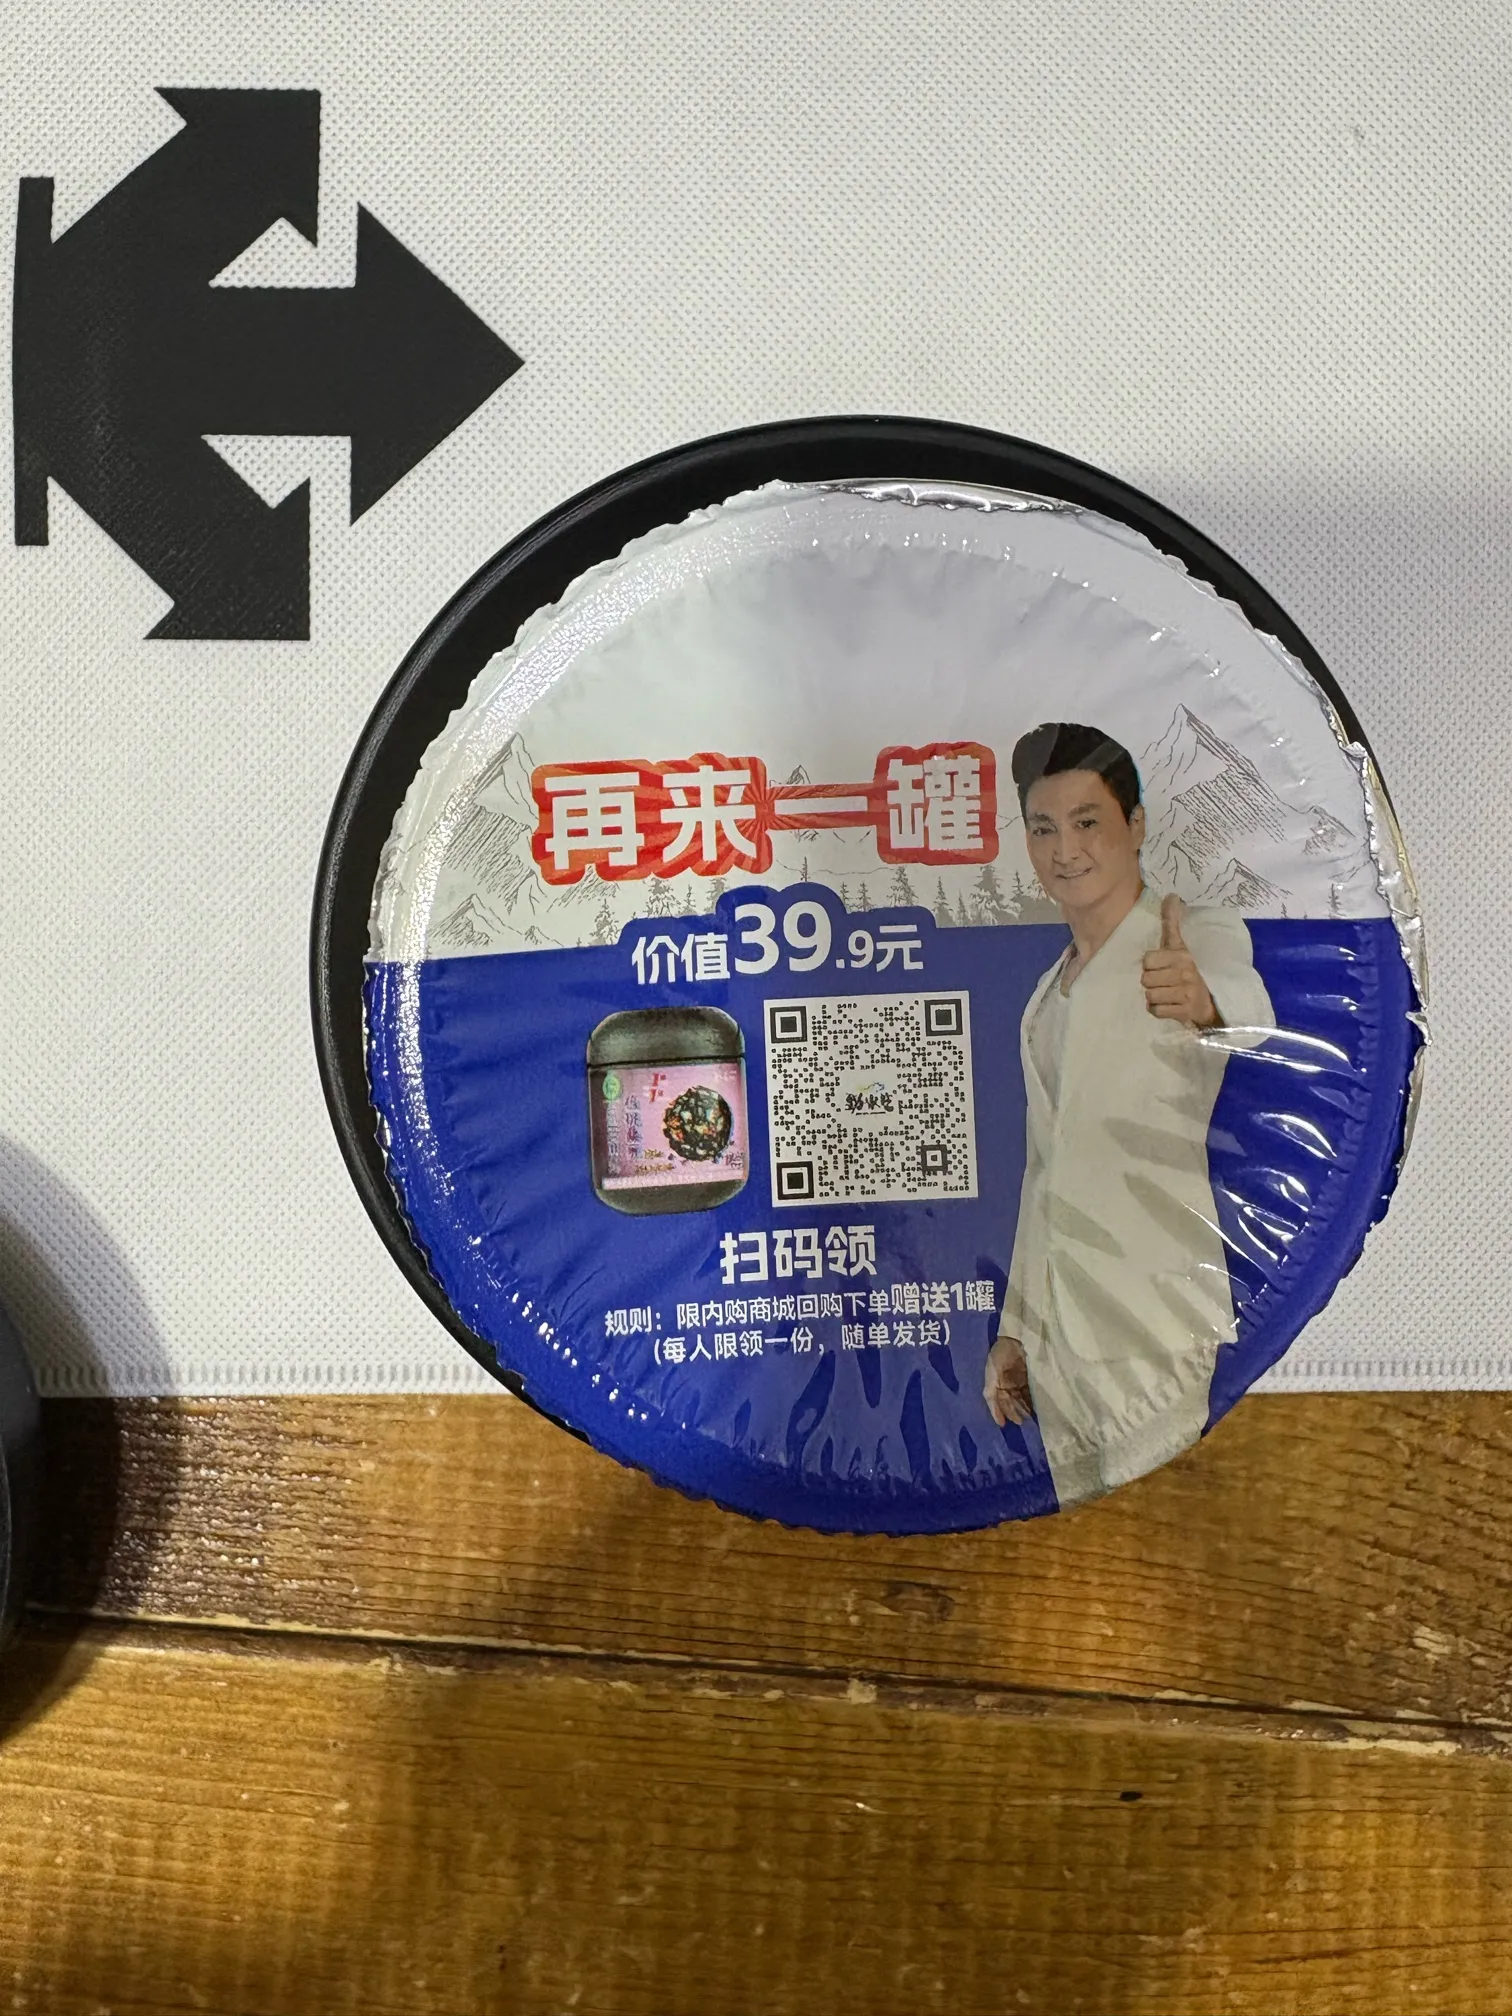 再来一罐
价值39.9元
扫码领
规则：限内购商城回购下单赠送1罐
(每人限领一份，随单发货)